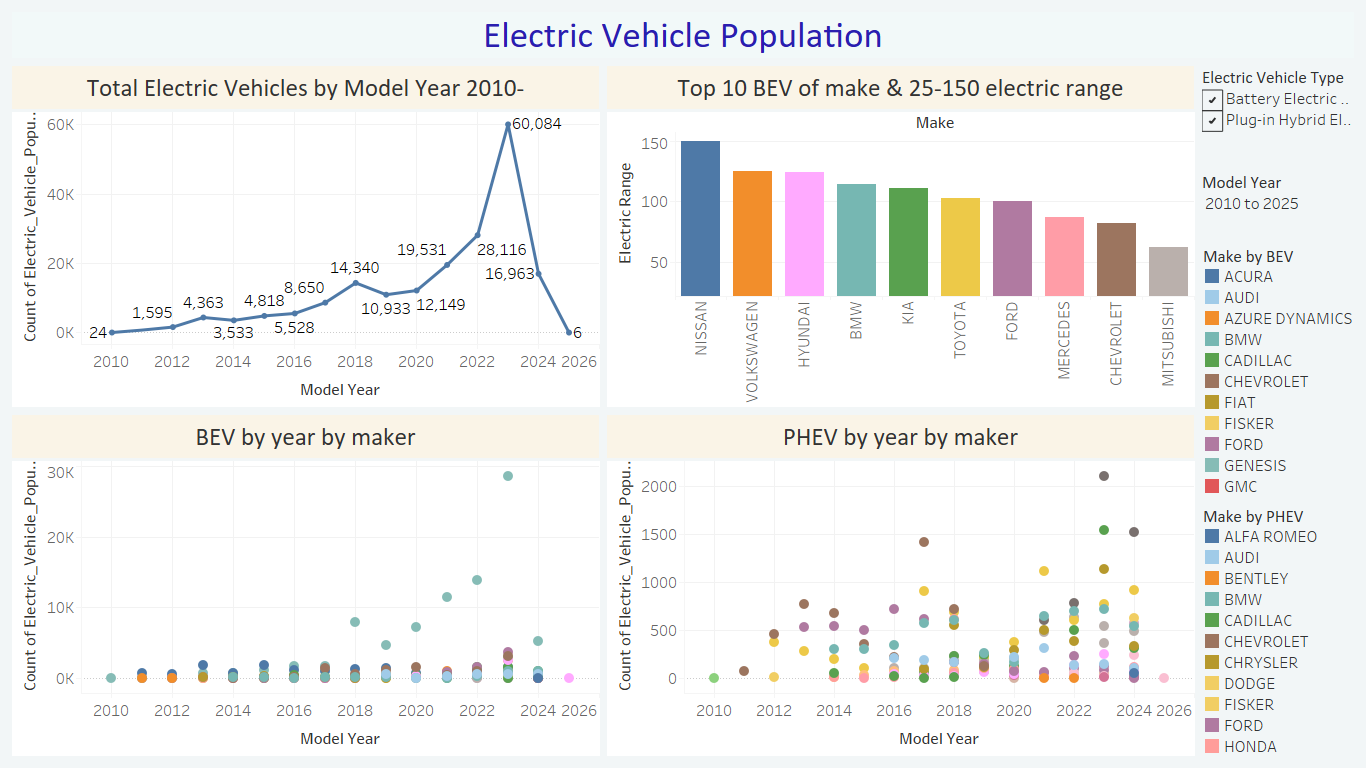 Electric Vehicle Population
Total Electric Vehicles by Model Year 2010-
Count of Electric_Vehicle_Popu..
60K
40K
20K
0K
24
1,595
4,363
3,533
4,818
5,528
8,650
14,340
10,933
12,149
19,531
28,116
60,084
16,963
6
2010 2012 2014 2016 2018 2020 2022 2024 2026
Model Year
Top 10 BEV of make & 25-150 electric range
Make
Electric Range
150
100
50
NISSAN
VOLKSWAGEN
HYUNDAI
BMW
KIA
TOYOTA
FORD
MERCEDES
CHEVROLET
MITSUBISHI
BEV by year by maker
Count of Electric_Vehicle_Popu..
30K
20K
10K
0K
2010 2012 2014 2016 2018 2020 2022 2024 2026
Model Year
PHEV by year by maker
Count of Electric_Vehicle_Popu..
2000
1500
1000
500
0
2010 2012 2014 2016 2018 2020 2022 2024 2026
Model Year
Electric Vehicle Type
Battery Electric ..
Plug-in Hybrid El..
Model Year
2010 to 2025
Make by BEV
ACURA
AUDI
AZURE DYNAMICS
BMW
CADILLAC
CHEVROLET
FIAT
FISKER
FORD
GENESIS
GMC
Make by PHEV
ALFA ROMEO
AUDI
BENTLEY
BMW
CADILLAC
CHEVROLET
CHRYSLER
DODGE
FISKER
FORD
HONDA